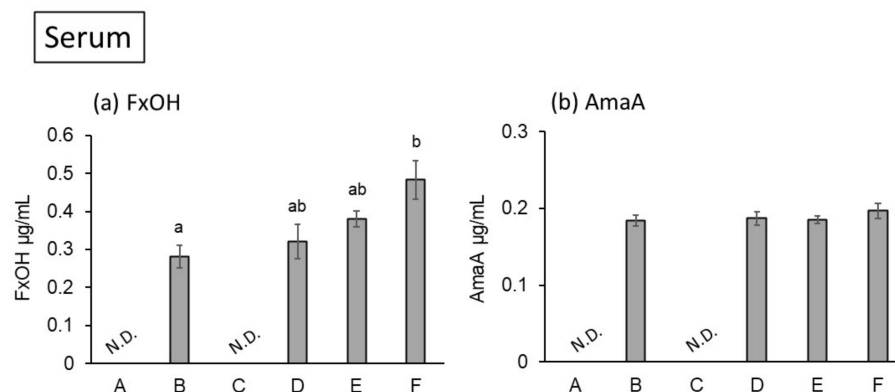 Serum
(a) FxOH
FxOH µg/mL
0.6
0.5
0.4
0.3
0.2
0.1
0
N.D.
a
N.D.
ab
ab
b
A B C D E F
(b) AmaA
AmaA µg/mL
0.3
0.2
0.1
0
N.D.
N.D.
A B C D E F